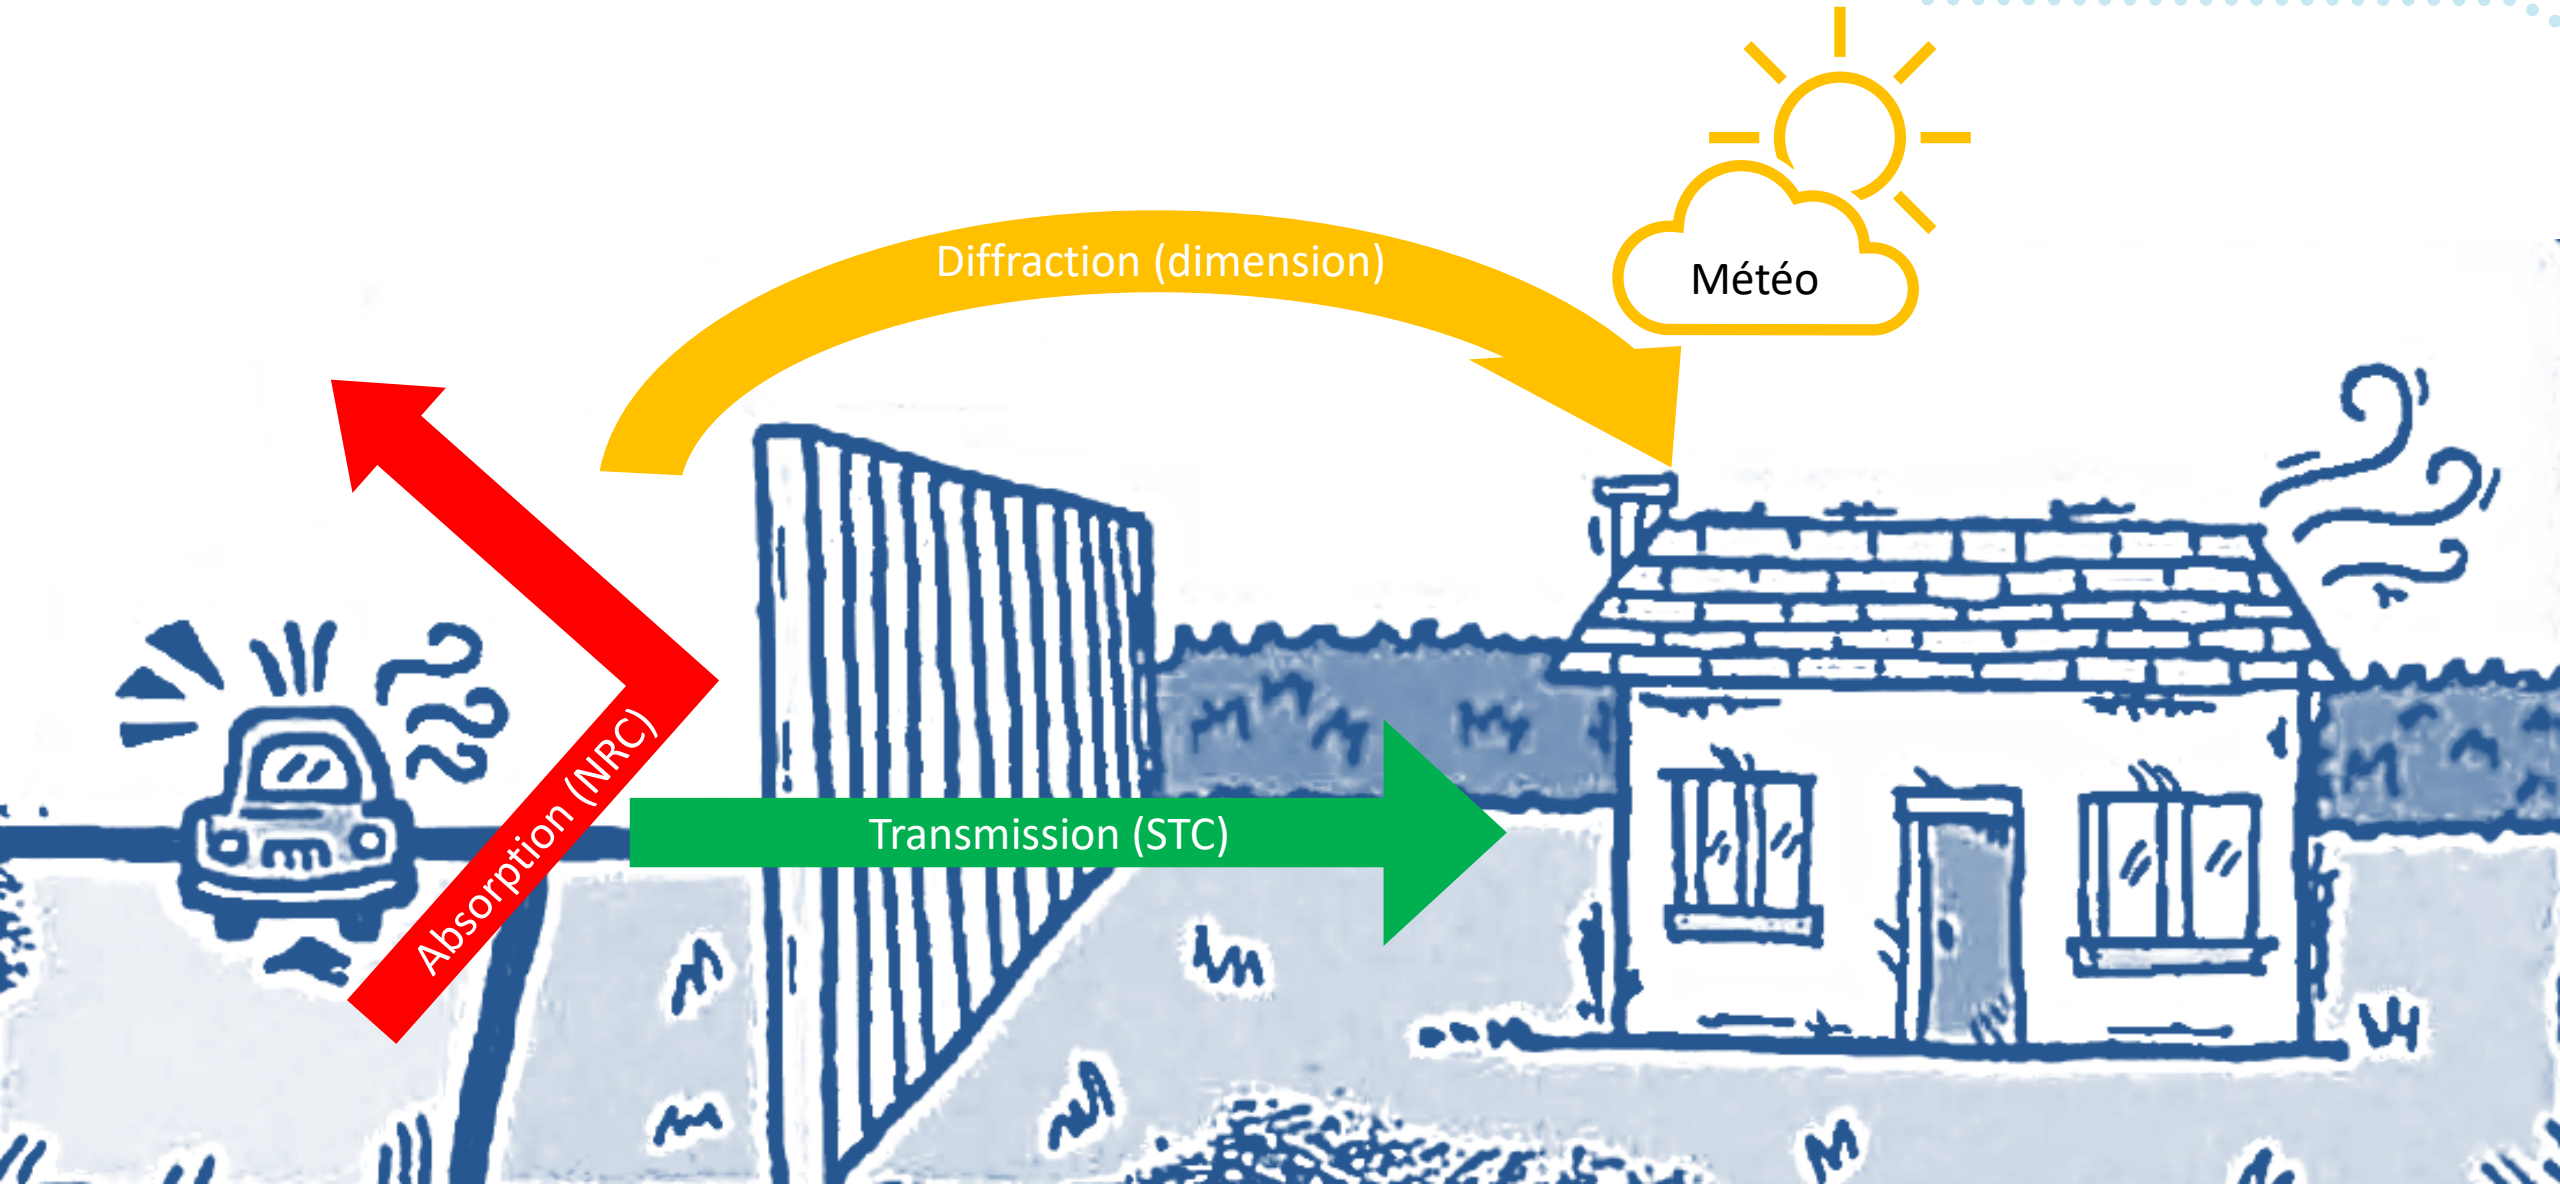 Diffraction (dimension)
Météo
Absorption (NRC)
Transmission (STC)